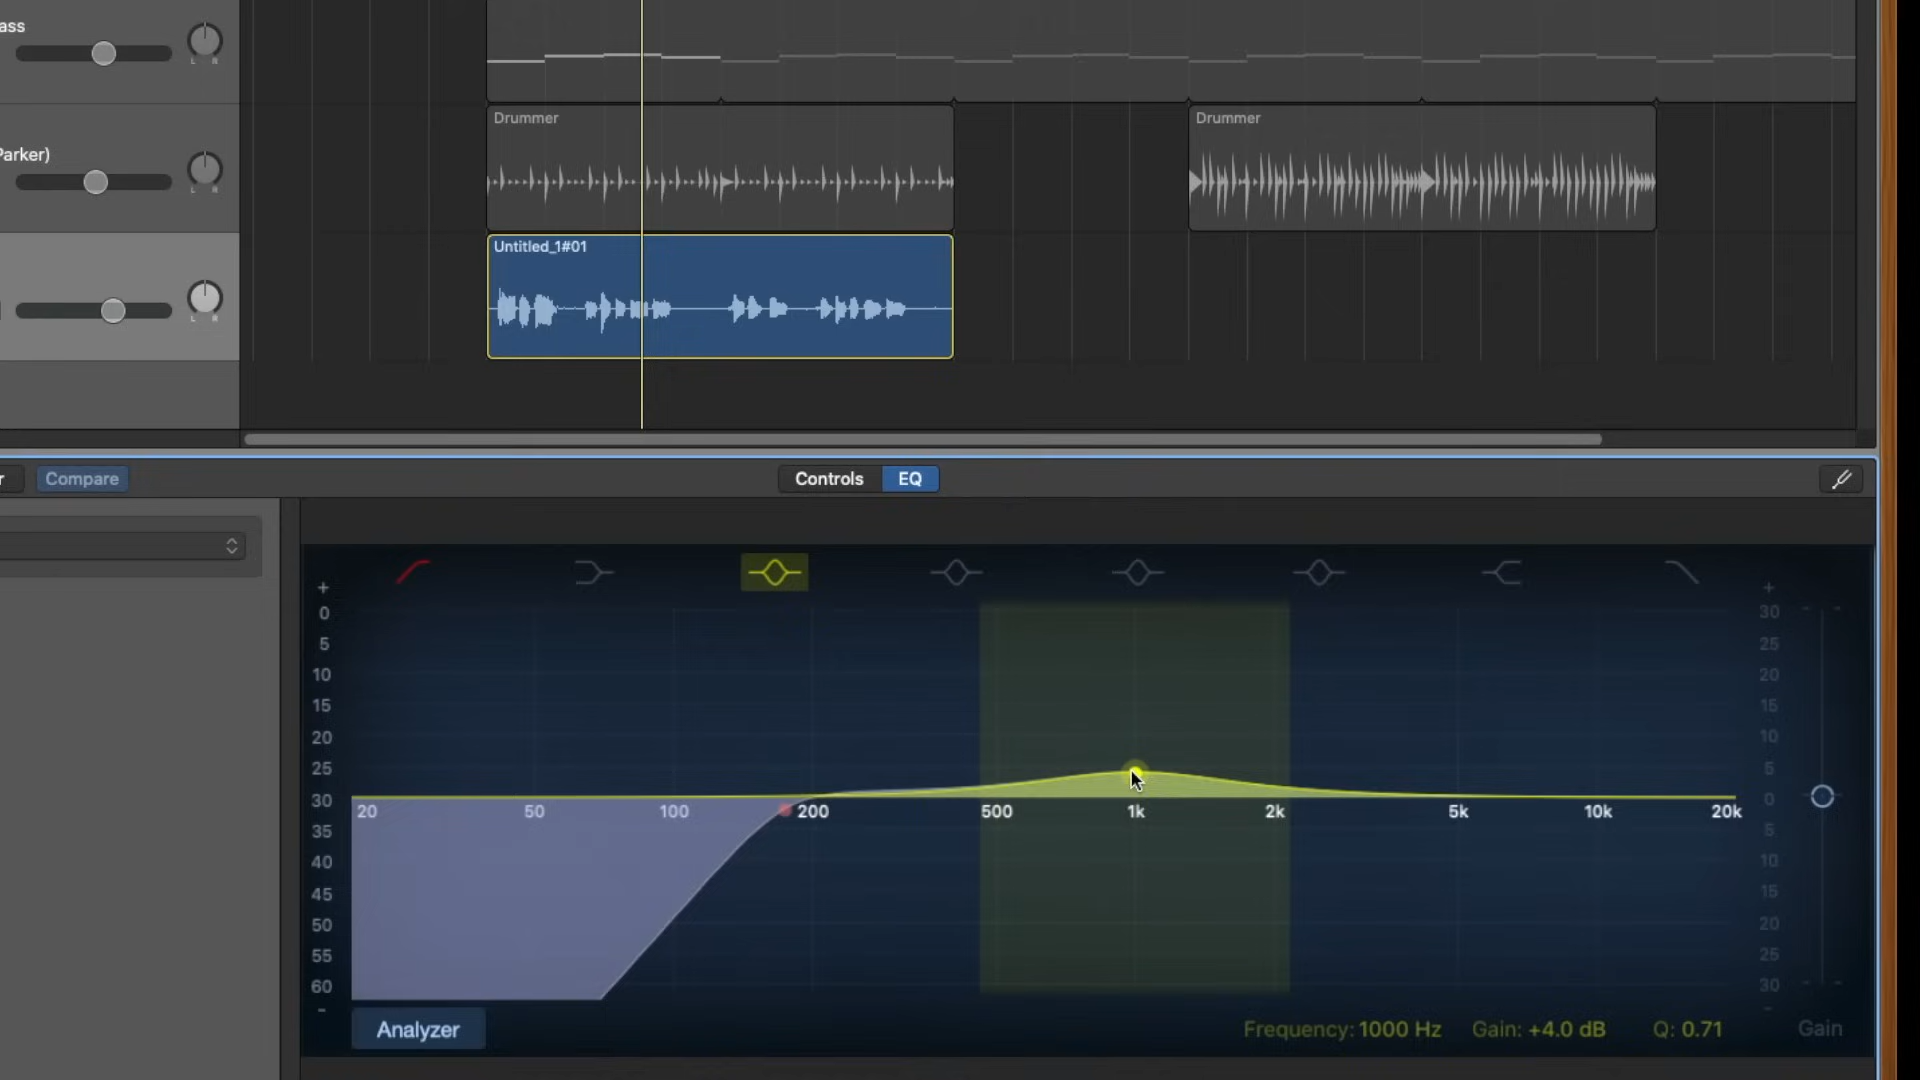 ass
Drummer
Drummer
Parker)
Untitled_1#01
r
Compare
Controls
EQ
+
+
0
30
5
25
10
20
15
15
20
10
25
5
30
20
50
100
200
500
1k
2k
5k
10k
20k
0
35
5
40
10
45
15
50
20
55
25
60
30
-
-
Analyzer
Frequency: 1000 Hz
Gain: +4.0 dB
Q: 0.71
Gain